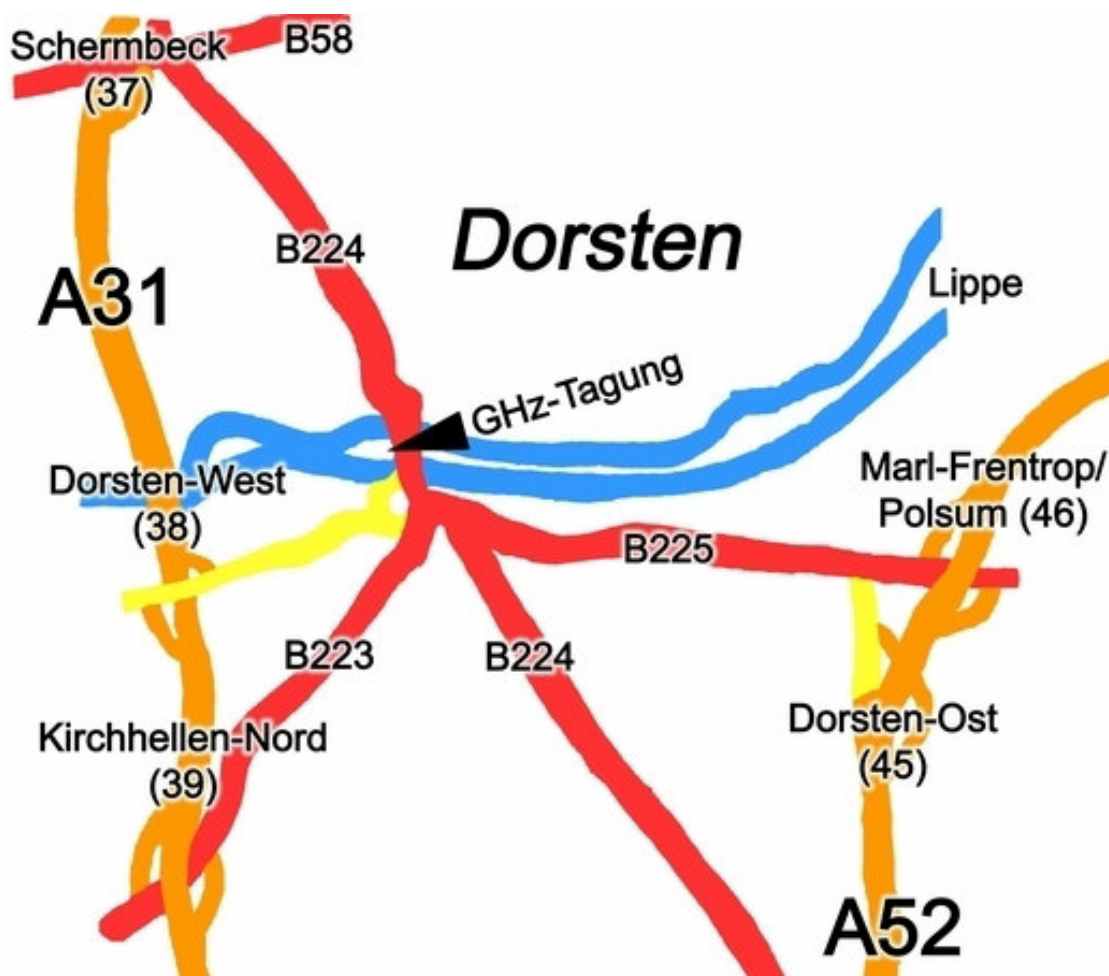 Schermbeck
(37)
B58
B224
Dorsten
A31
Lippe
GHz-Tagung
Dorsten-West
(38)
Marl-Frentrop/
Polsum (46)
B225
B223
B224
Kirchhellen-Nord
(39)
Dorsten-Ost
(45)
A52